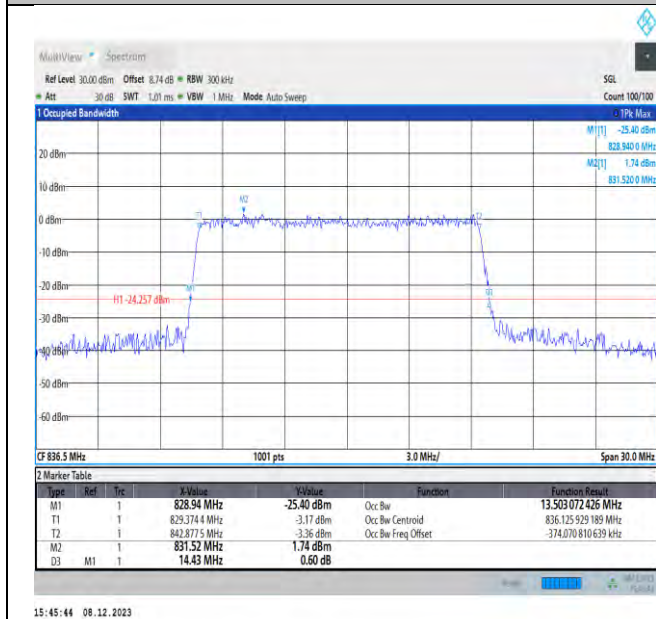 MultiView Spectrum
Ref Level 30.00 dBm Offset 8.74 dB RBW 300 kHz SGL
Att 30 dB SWT 1.01 ms VBW 1 MHz Mode Auto Sweep Count 100/100
1 Occupied Bandwidth 1Pk Max
M1[1] -25.40 dBm
828.940 0 MHz
20 dBm
M2[1] 1.74 dBm
831.520 0 MHz
10 dBm
M2
T1 T2
0 dBm
-10 dBm
-20 dBm
M1 D3
H1 -24.257 dBm
-30 dBm
-40 dBm
-50 dBm
-60 dBm
CF 836.5 MHz 1001 pts 3.0 MHz/ Span 30.0 MHz
2 Marker Table
Type Ref Trc X-Value Y-Value Function Function Result
M1 1 828.94 MHz -25.40 dBm Occ Bw 13.503 072 426 MHz
T1 1 829.374 4 MHz -3.17 dBm Occ Bw Centroid 836.125 929 189 MHz
T2 1 842.877 5 MHz -3.36 dBm Occ Bw Freq Offset -374.070 810 639 kHz
M2 1 831.52 MHz 1.74 dBm
D3 M1 1 14.43 MHz 0.60 dB
15:45:44 08.12.2023